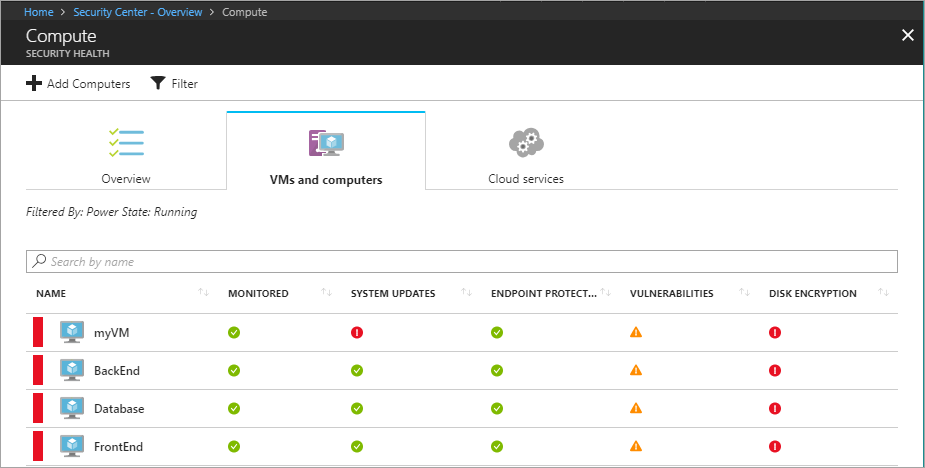 Home > Security Center - Overview > Compute
Compute
SECURITY HEALTH
Add Computers Filter
Overview VMs and computers Cloud services
Filtered By: Power State: Running
Search by name
NAME MONITORED SYSTEM UPDATES ENDPOINT PROTECT... VULNERABILITIES DISK ENCRYPTION
myVM
BackEnd
Database
FrontEnd